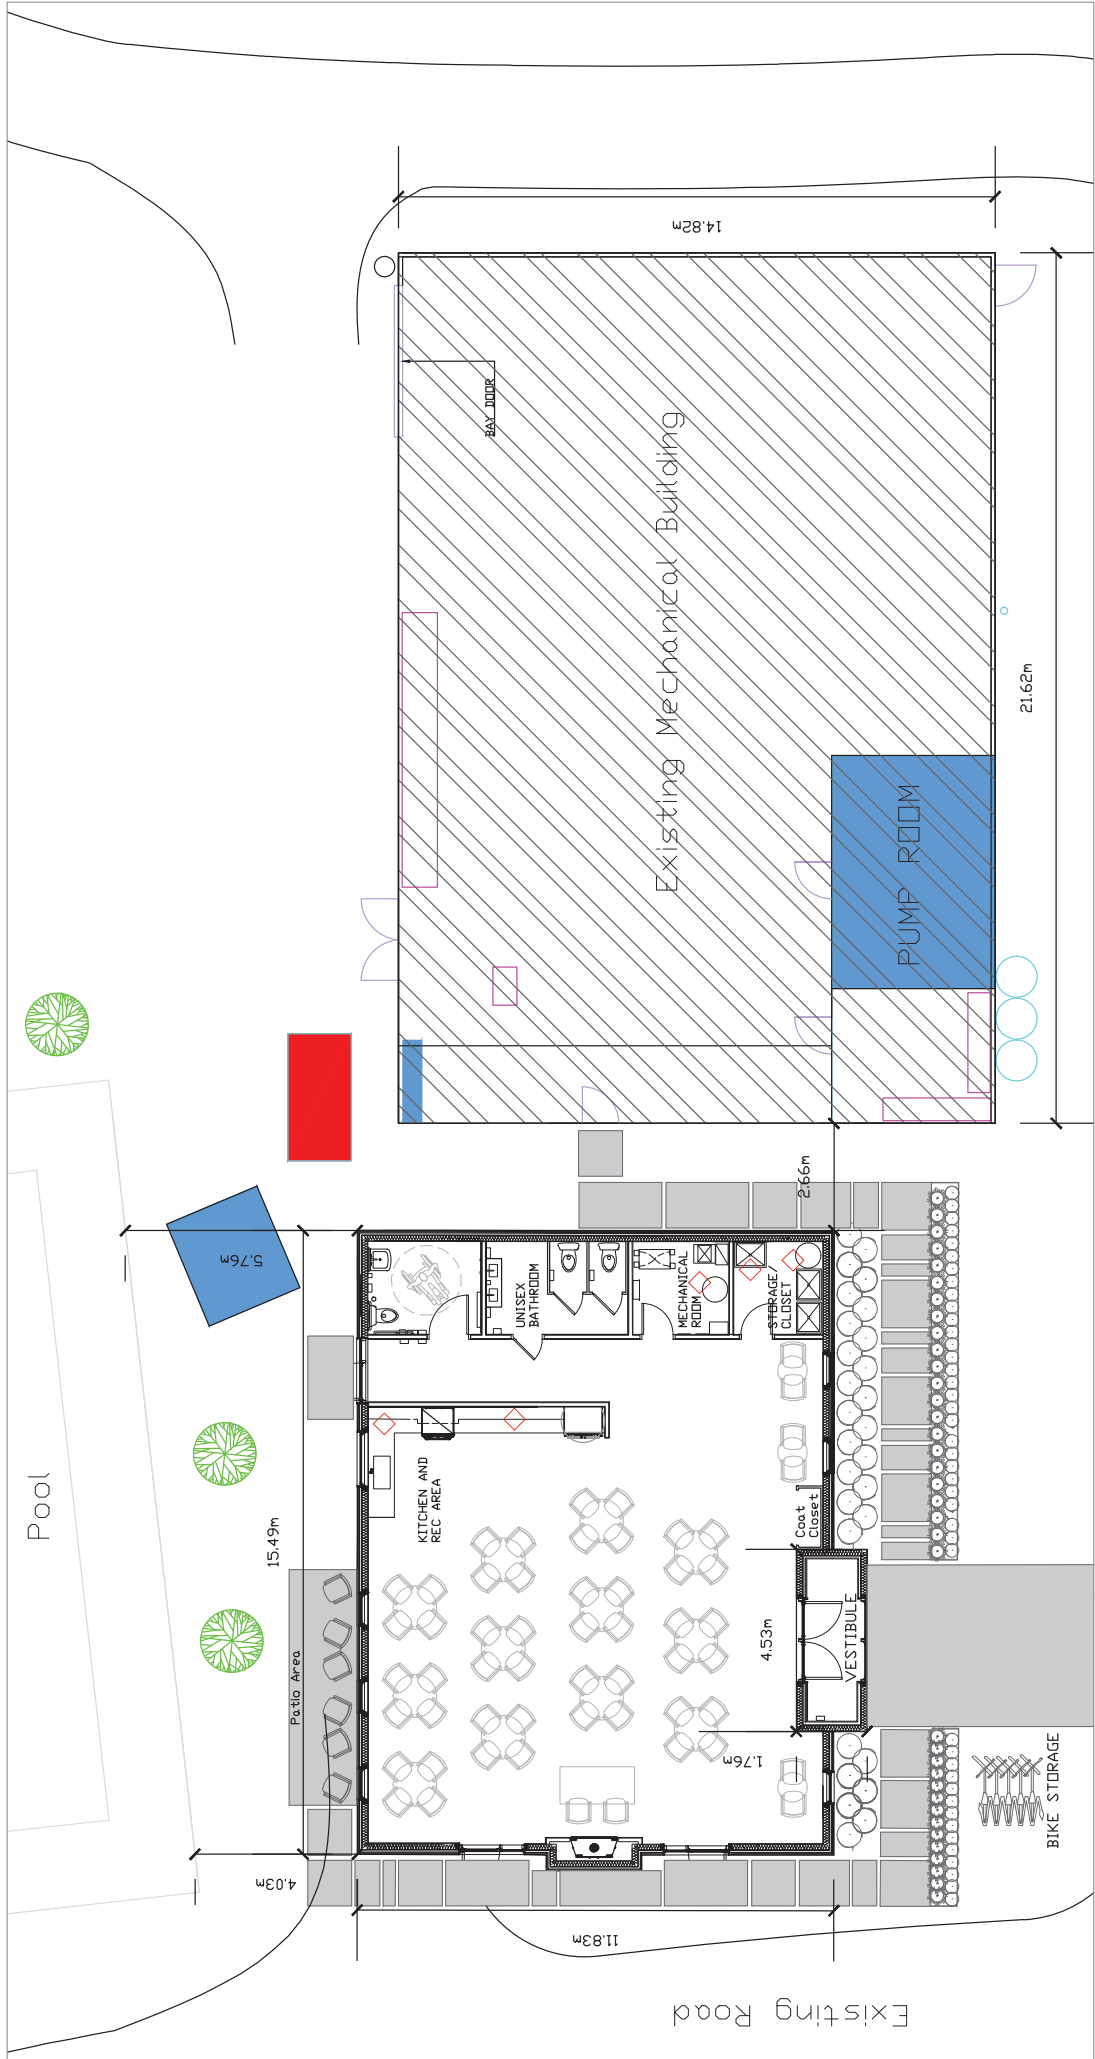 14.82m
BAY DOOR
Existing Mechanical Building
21.62m
PUMP ROOM
2.66m
5.76m
UNISEX
BATHROOM
MECHANICAL
ROOM
STORAGE/
CLOSET
KITCHEN AND
REC AREA
Pool
15.49m
Coat
Closet
4.53m
VESTIBULE
Patio Area
1.76m
BIKE STORAGE
4.03m
11.83m
Existing Road